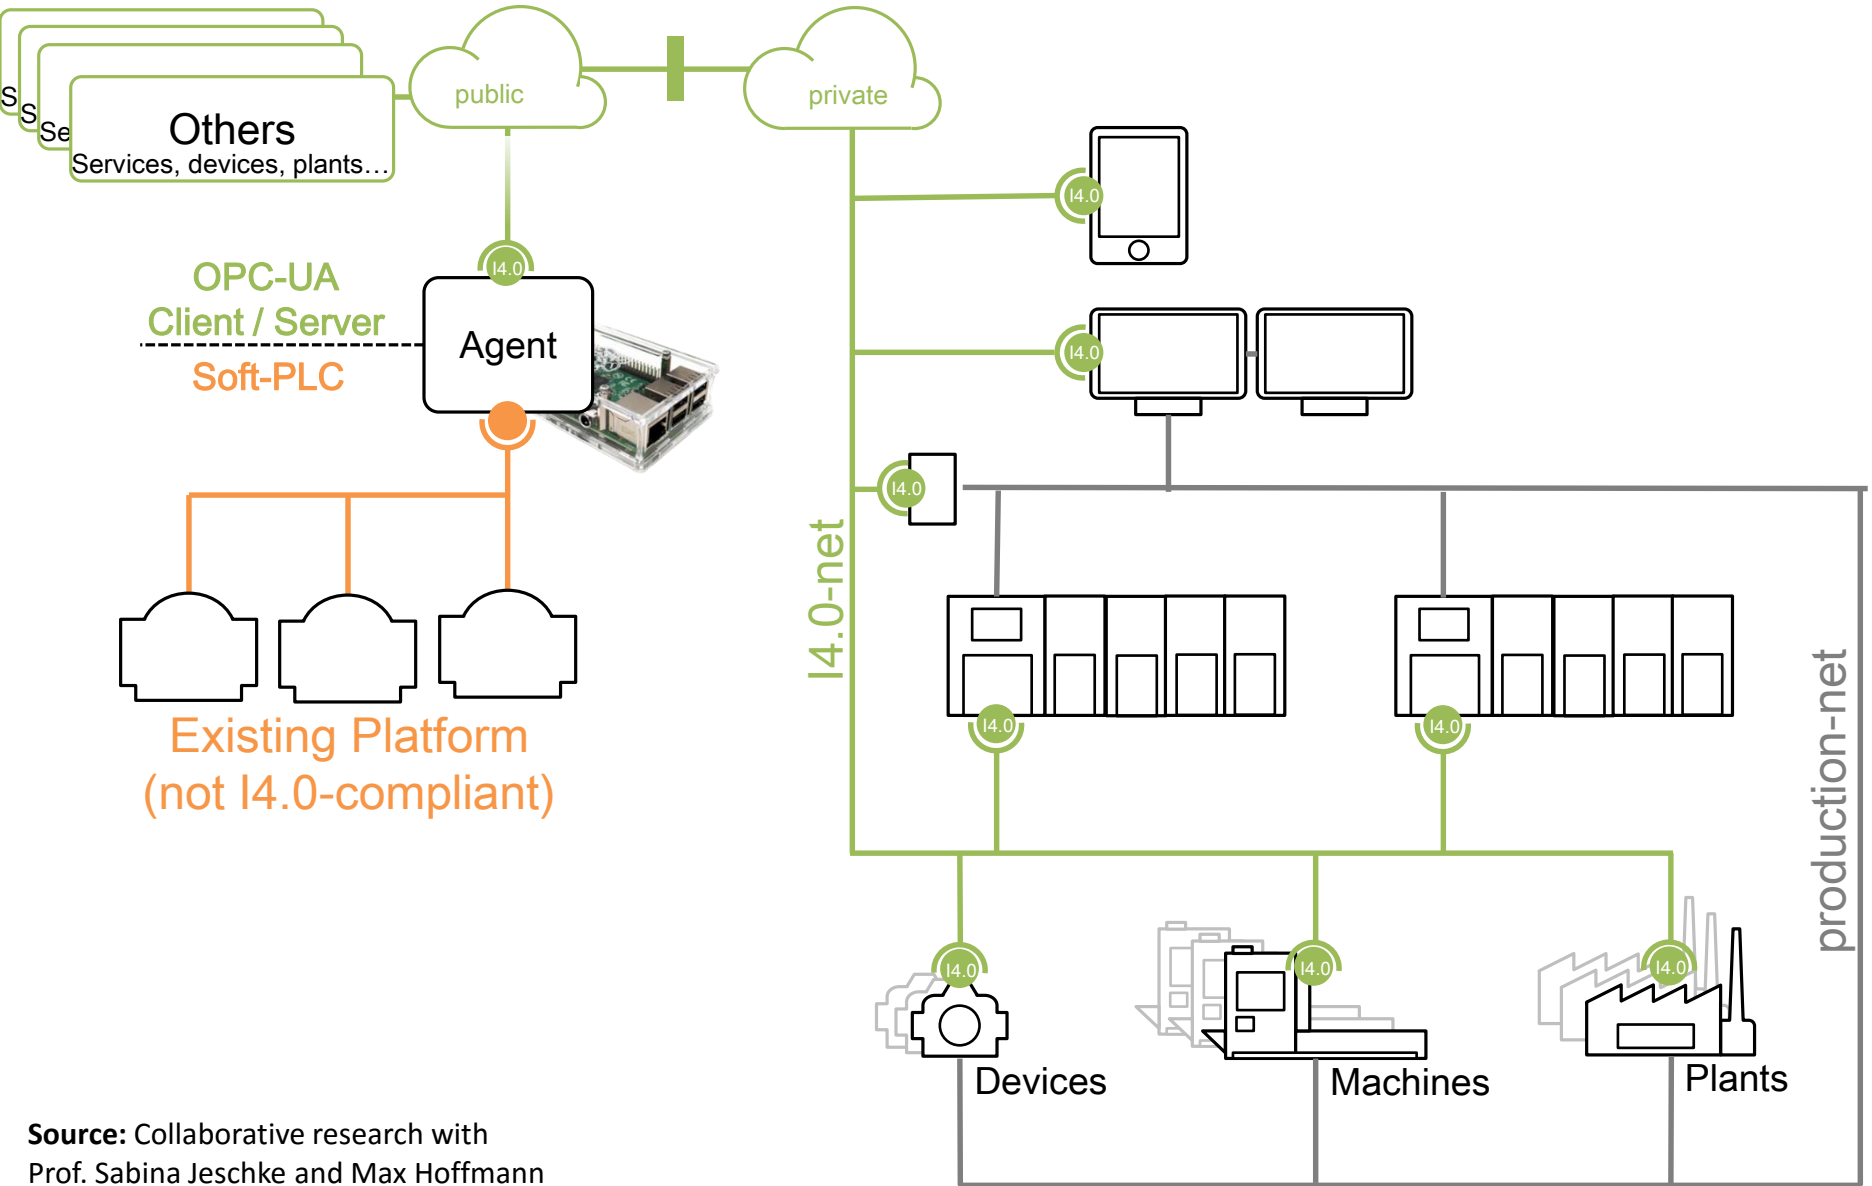 S
S
Se
Others
Services, devices, plants…
public
private
I4.0
I4.0
OPC-UA
Client / Server
Soft-PLC
Agent
I4.0
I4.0
I4.0-net
Existing Platform
(not I4.0-compliant)
I4.0
I4.0
production-net
I4.0
I4.0
I4.0
Devices
Machines
Plants
Source: Collaborative research with
Prof. Sabina Jeschke and Max Hoffmann